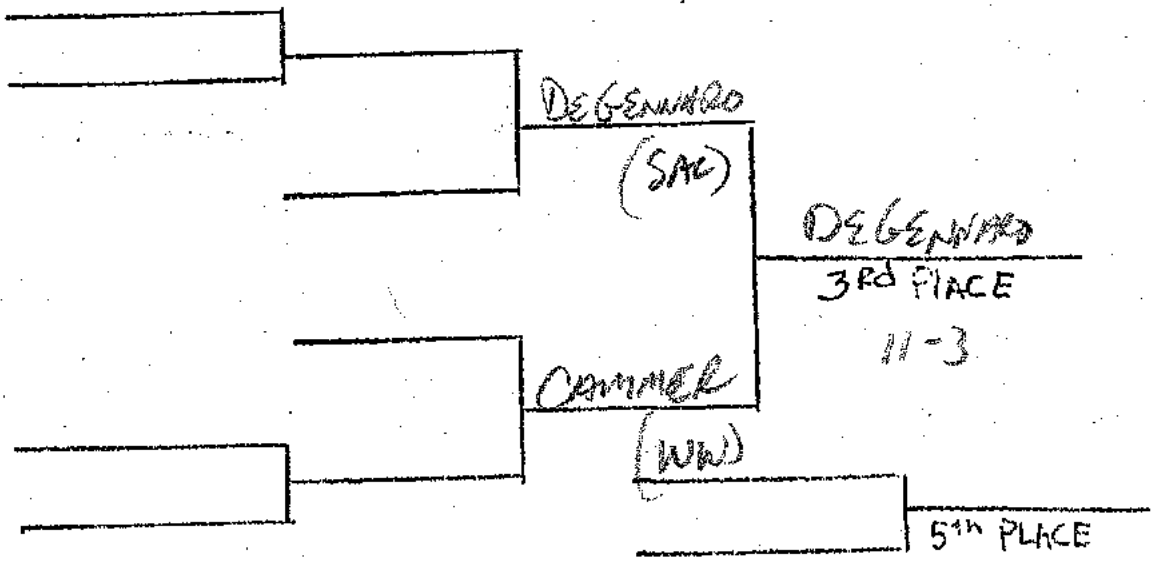 DEGENNARO
(SAC)
DEGENNARO
3Rd PlACE
11-3
CAMMER
(WW)
5th PLACE